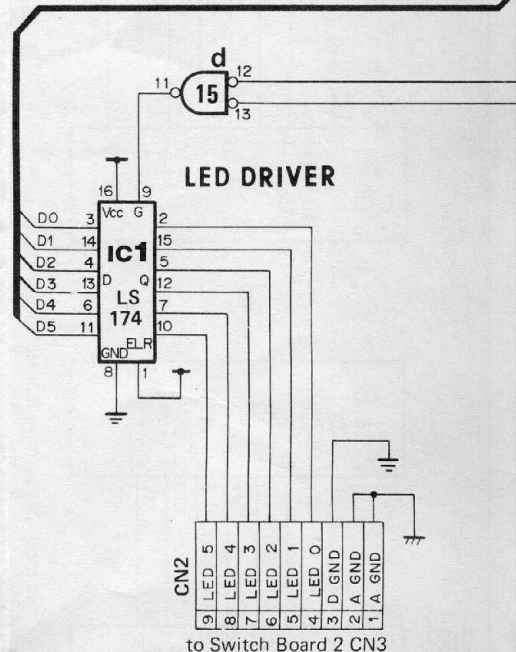 d
12
11
15
13
LED DRIVER
16
9
Vcc G
D0 3
2
D1 14
15
IC1
D2 4
5
D3 13 D Q 12
LS
D4 6
7
174
D5 11
10
ELR
GND
8
1
CN2
9 LED 5
8 LED 4
7 LED 3
6 LED 2
5 LED 1
4 LED 0
3 D GND
2 A GND
1 A GND
to Switch Board 2 CN3